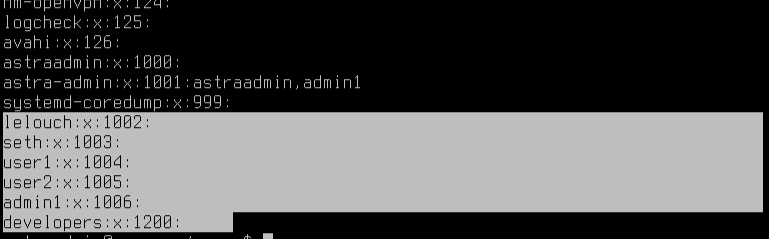 nm-openvpn:x:124:
logcheck:x:125:
avahi:x:126:
astraadmin:x:1000:
astra-admin:x:1001:astraadmin,admin1
systemd-coredump:x:999:
lelouch:x:1002:
seth:x:1003:
user1:x:1004:
user2:x:1005:
admin1:x:1006:
developers:x:1200: